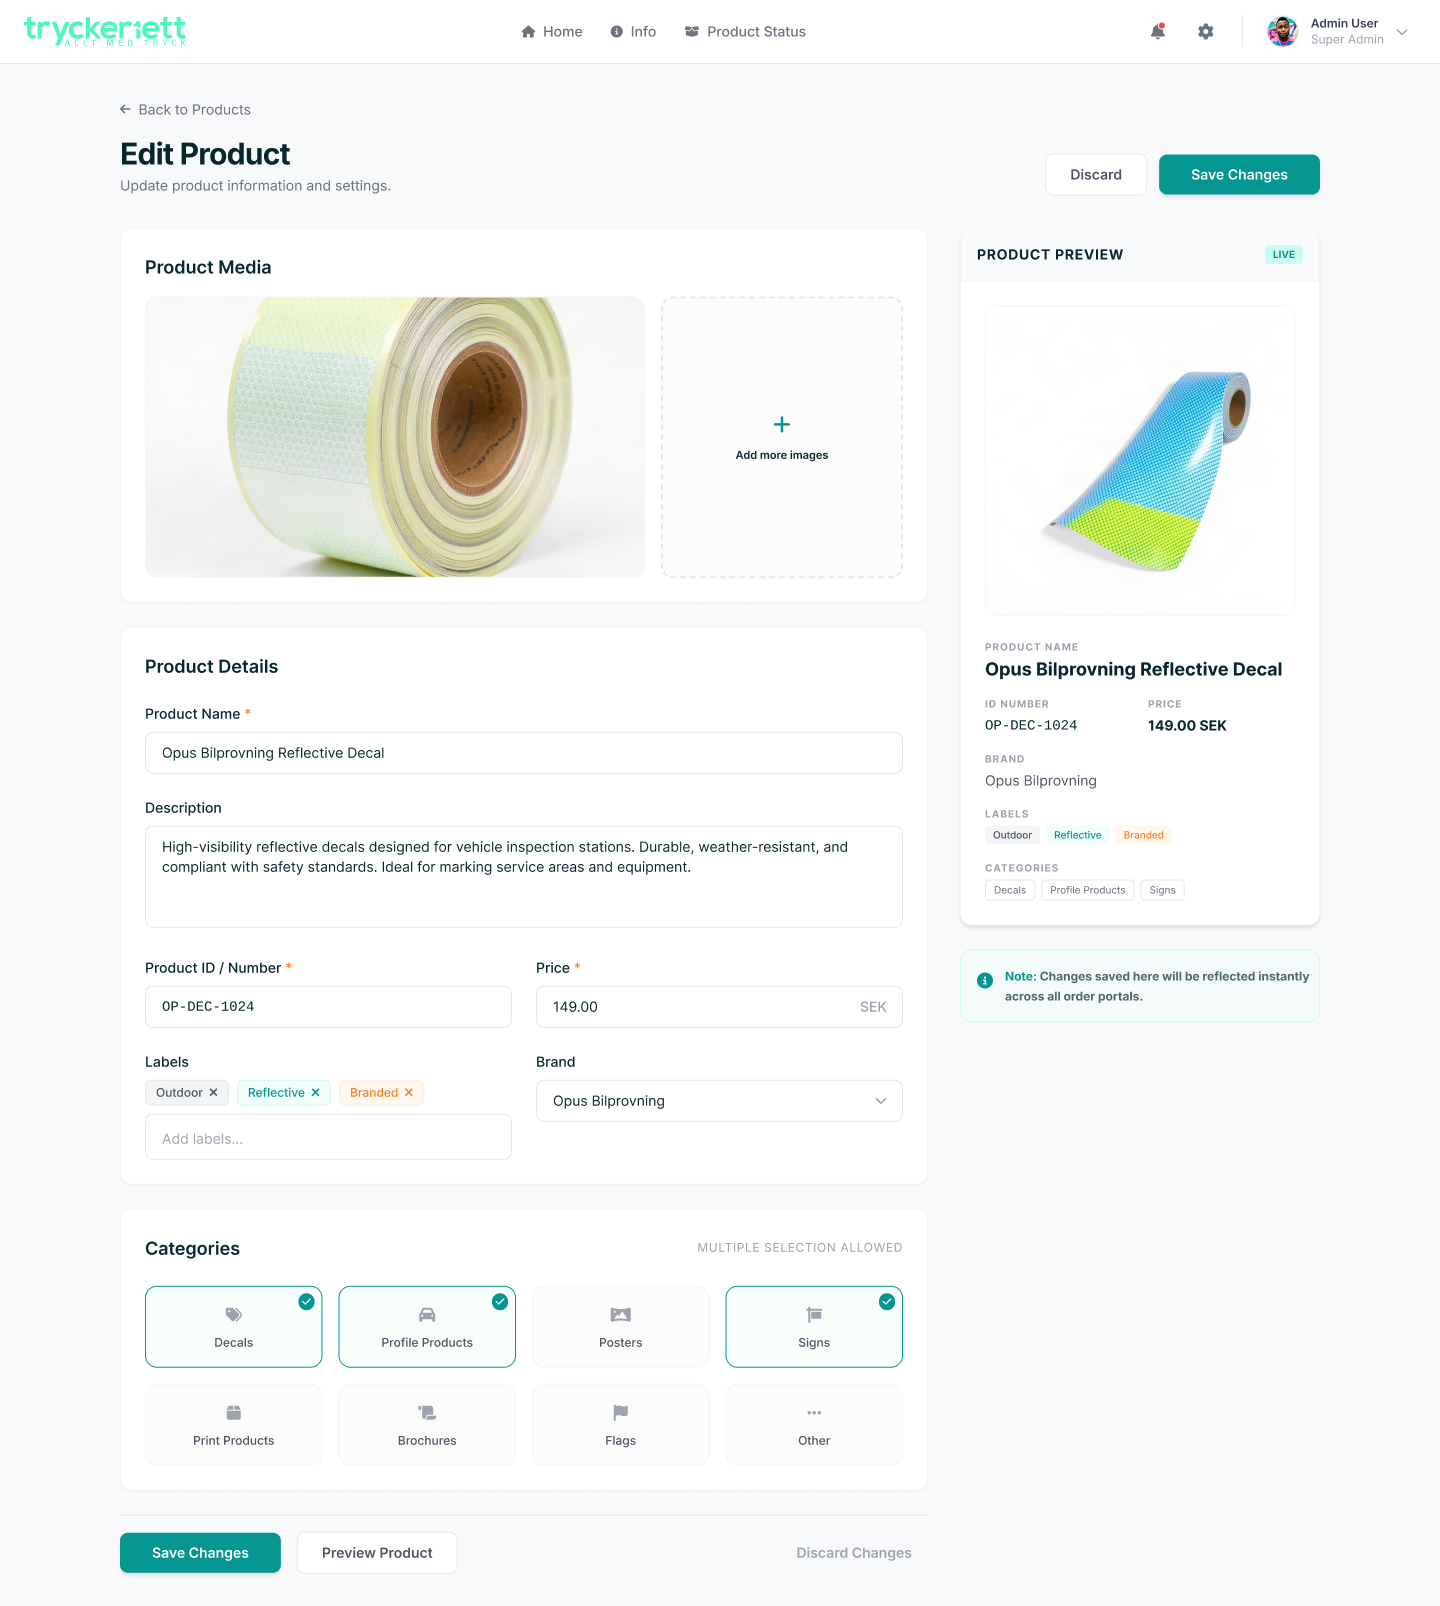 tryckeriett
ALLT MED TRYCK
Home
Info
Product Status
Admin User
Super Admin
Back to Products
Edit Product
Update product information and settings.
Discard
Save Changes
Product Media
Add more images
Product Details
Product Name *
Opus Bilprovning Reflective Decal
Description
High-visibility reflective decals designed for vehicle inspection stations. Durable, weather-resistant, and
compliant with safety standards. Ideal for marking service areas and equipment.
Product ID / Number *
OP-DEC-1024
Price *
149.00
SEK
Labels
Outdoor
Reflective
Branded
Add labels...
Brand
Opus Bilprovning
Categories
MULTIPLE SELECTION ALLOWED
Decals
Profile Products
Posters
Signs
Print Products
Brochures
Flags
Other
Save Changes
Preview Product
Discard Changes
PRODUCT PREVIEW
LIVE
PRODUCT NAME
Opus Bilprovning Reflective Decal
ID NUMBER
OP-DEC-1024
PRICE
149.00 SEK
BRAND
Opus Bilprovning
LABELS
Outdoor
Reflective
Branded
CATEGORIES
Decals
Profile Products
Signs
Note: Changes saved here will be reflected instantly
across all order portals.